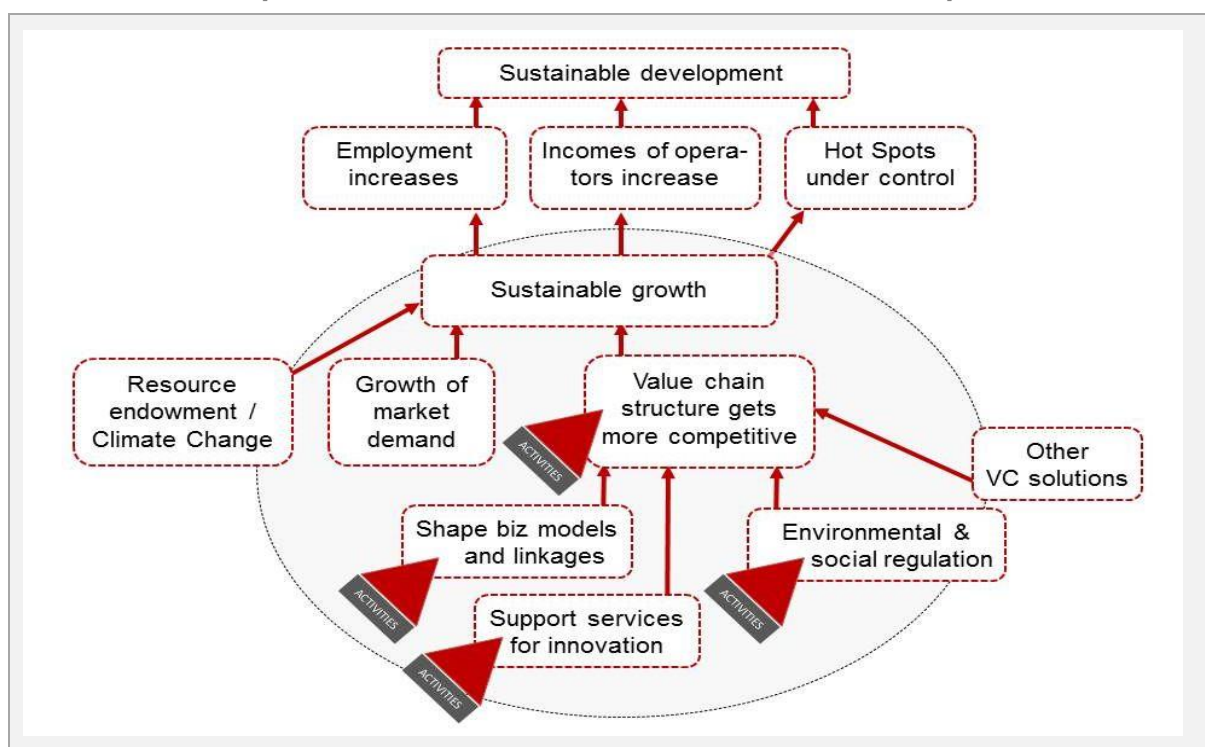 Sustainable development
Employment
increases
Incomes of opera-
tors increase
Hot Spots
under control
Sustainable growth
Resource
endowment /
Climate Change
Growth of
market
demand
Value chain
structure gets
more competitive
ACTIVITIES
Other
VC solutions
Shape biz models
and linkages
ACTIVITIES
Environmental &
social regulation
ACTIVITIES
Support services
for innovation
ACTIVITIES